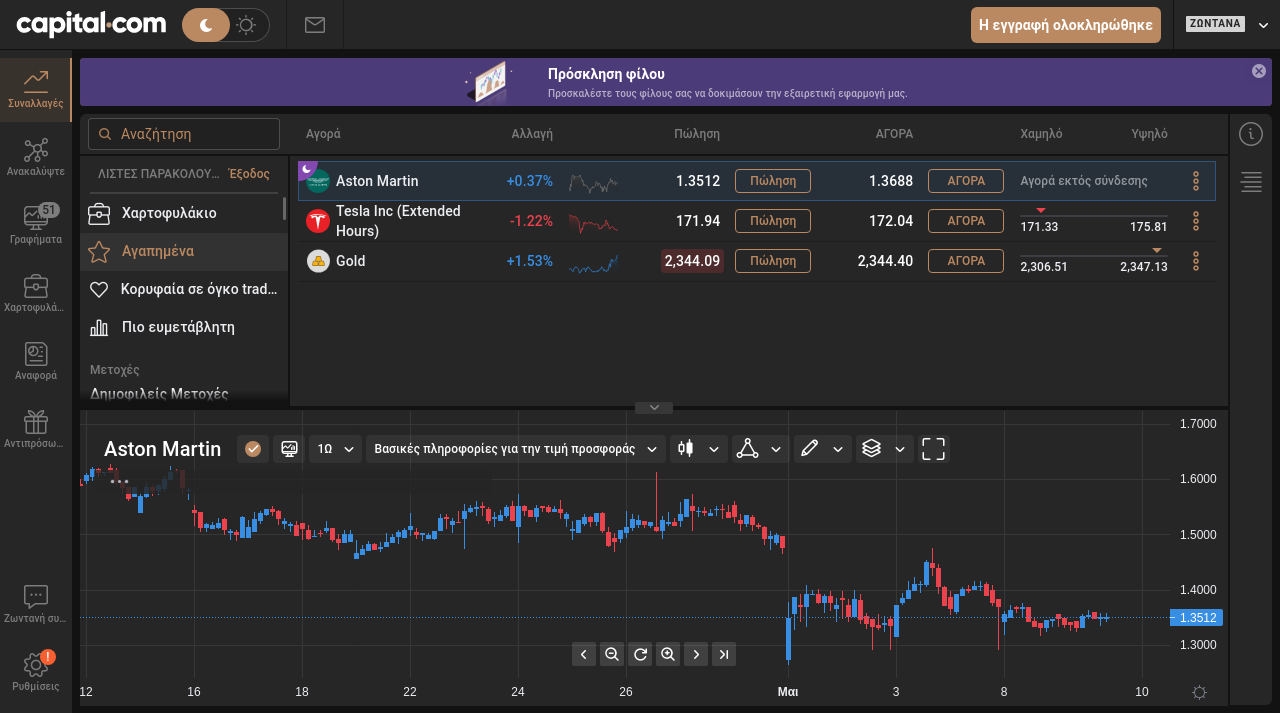 capital.com
Η εγγραφή ολοκληρώθηκε
ΖΩΝΤΑΝΑ
Πρόσκληση φίλου
Προσκαλέστε τους φίλους σας να δοκιμάσουν την εξαιρετική εφαρμογή μας.
Συναλλαγές
Ανακαλύψτε
51
Γραφήματα
Χαρτοφυλά...
Αναφορά
Αντιπρόσω...
Ζωντανή συ...
!
Ρυθμίσεις
Αναζήτηση
ΛΙΣΤΕΣ ΠΑΡΑΚΟΛΟΥ... Έξοδος
Χαρτοφυλάκιο
Αγαπημένα
Κορυφαία σε όγκο trad...
Πιο ευμετάβλητη
Μετοχές
Δημοφιλείς Μετοχές
Αγορά Αλλαγή Πώληση ΑΓΟΡΑ Χαμηλό Υψηλό
Aston Martin +0.37% 1.3512 Πώληση 1.3688 ΑΓΟΡΑ Αγορά εκτός σύνδεσης
Tesla Inc (Extended
Hours) -1.22% 171.94 Πώληση 172.04 ΑΓΟΡΑ 171.33 175.81
Gold +1.53% 2,344.09 Πώληση 2,344.40 ΑΓΟΡΑ 2,306.51 2,347.13
Aston Martin 1Ω Βασικές πληροφορίες για την τιμή προσφοράς
1.7000
1.6000
1.5000
1.4000
1.3512
1.3000
12 16 18 22 24 26 Μαι 3 8 10